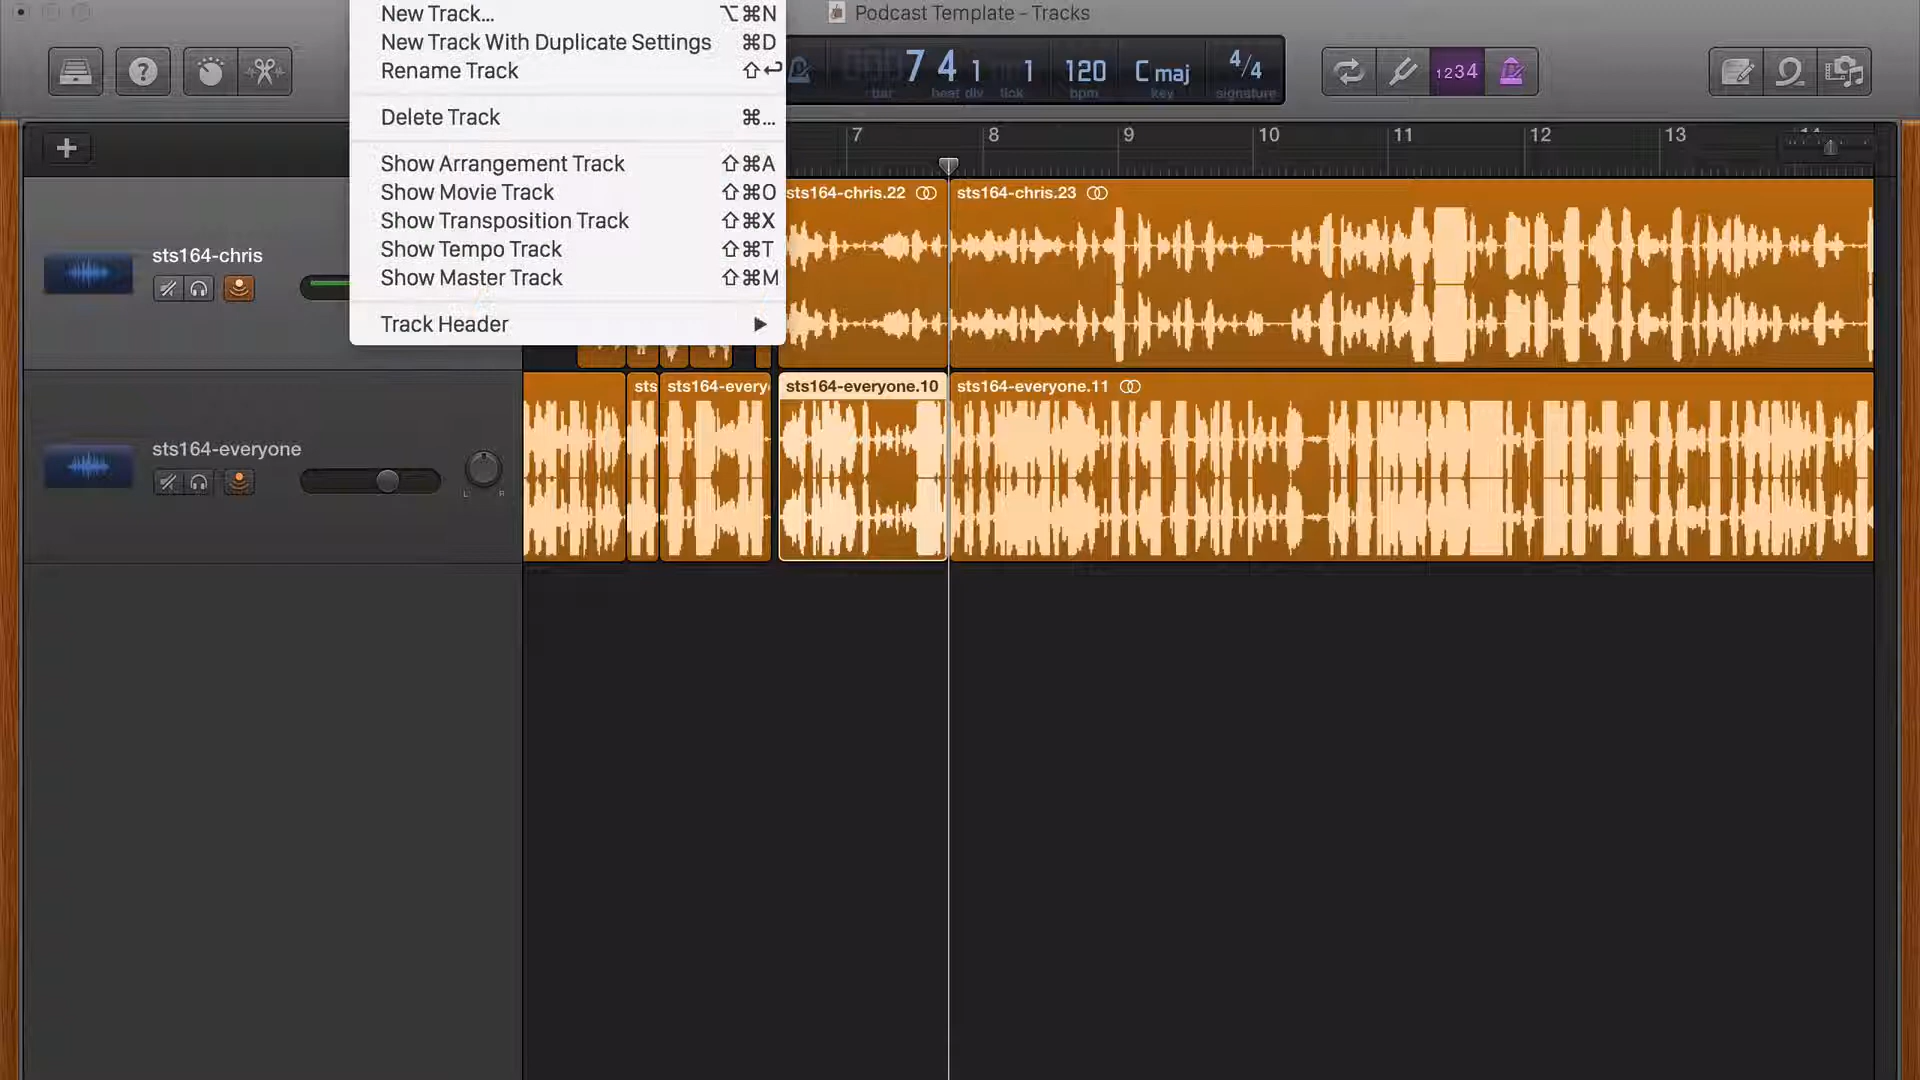 Podcast Template - Tracks
New Track... ⌥⌘N
New Track With Duplicate Settings ⌘D
Rename Track ⇧↩
Delete Track ⌘...
Show Arrangement Track ⇧⌘A
Show Movie Track ⇧⌘O
Show Transposition Track ⇧⌘X
Show Tempo Track ⇧⌘T
Show Master Track ⇧⌘M
Track Header ▶
7 4 1 1 120 C maj 4/4
bar beat div tick bpm key signature
1234
?
+
7 8 9 10 11 12 13 14
sts164-chris
sts164-chris.22
sts164-chris.23
sts164-everyone
L R
sts
sts164-every
sts164-everyone.10
sts164-everyone.11